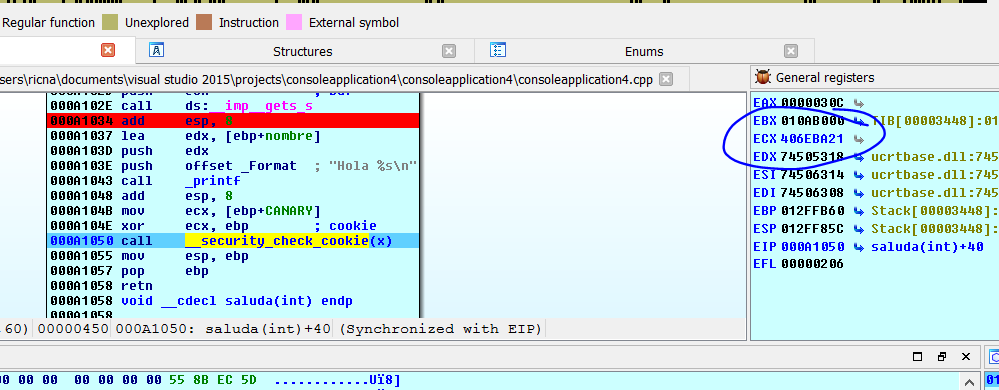 Regular function Unexplored Instruction External symbol
Structures Enums
sers\ricna\documents\visual studio 2015\projects\consoleapplication4\consoleapplication4\consoleapplication4.cpp
General registers
000A102E call ds:__imp__gets_s
000A1034 add esp, 8
000A1037 lea edx, [ebp+nombre]
000A103D push edx
000A103E push offset _Format ; "Hola %s\n"
000A1043 call _printf
000A1048 add esp, 8
000A104B mov ecx, [ebp+CANARY]
000A104E xor ecx, ebp ; cookie
000A1050 call __security_check_cookie(x)
000A1055 mov esp, ebp
000A1057 pop ebp
000A1058 retn
000A1058 void __cdecl saluda(int) endp
EAX 0000030C
EBX 010AB000 TIB[00003448]:01
ECX 406EBA21
EDX 74505318 ucrtbase.dll:745
ESI 74506314 ucrtbase.dll:745
EDI 74506308 ucrtbase.dll:745
EBP 012FFB60 Stack[00003448]:
ESP 012FF85C Stack[00003448]:
EIP 000A1050 saluda(int)+40
EFL 00000206
,60) 00000450 000A1050: saluda(int)+40 (Synchronized with EIP)
00 00 00 00 00 00 00 55 8B EC 5D ............Uï8]